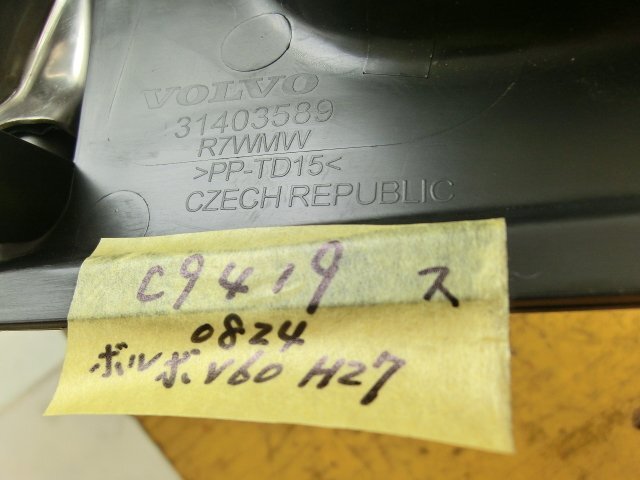 VOLVO
31403589
R7WMW
>PP-TD15<
CZECH REPUBLIC
C9419 ス
0824
ボルボ V60 H27